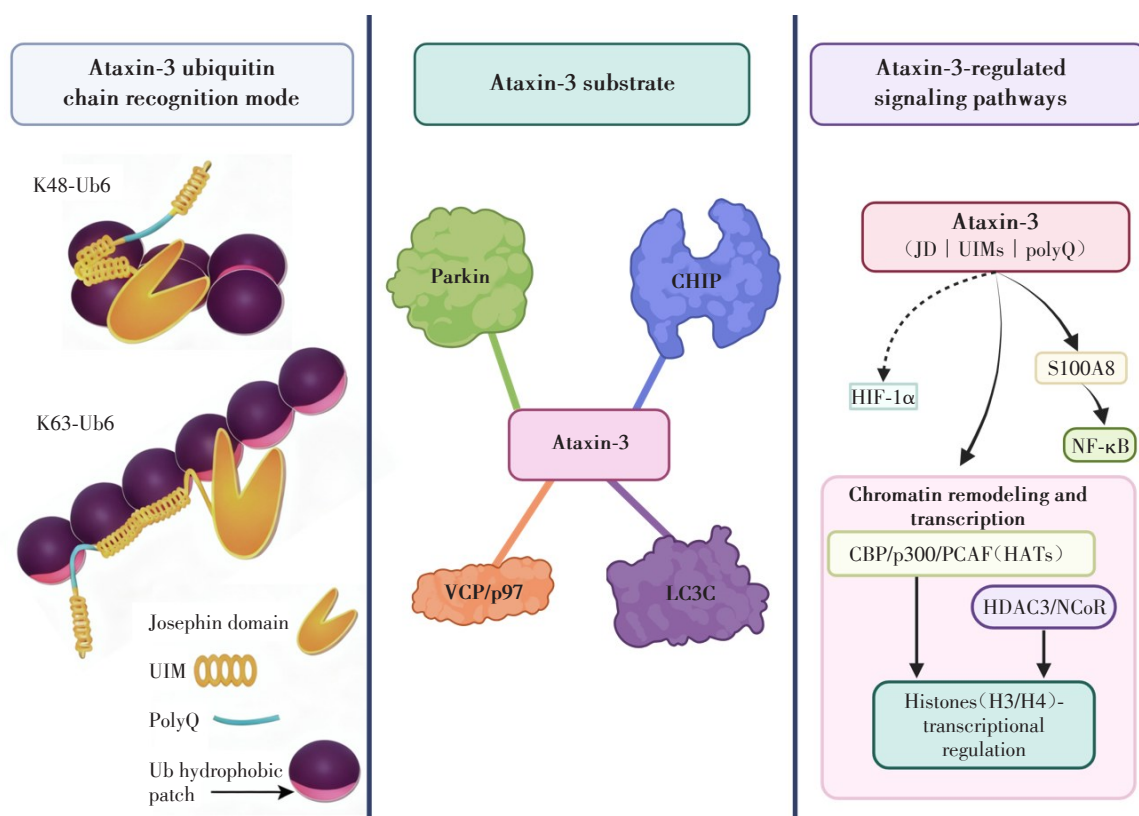 Ataxin-3 ubiquitin
chain recognition mode
K48-Ub6
K63-Ub6
Josephin domain
UIM
PolyQ
Ub hydrophobic
patch
Ataxin-3 substrate
Parkin
CHIP
Ataxin-3
VCP/p97
LC3C
Ataxin-3-regulated
signaling pathways
Ataxin-3
（JD｜UIMs｜polyQ）
S100A8
HIF-1α
NF-κB
Chromatin remodeling and
transcription
CBP/p300/PCAF（HATs）
HDAC3/NCoR
Histones（H3/H4）-
transcriptional
regulation